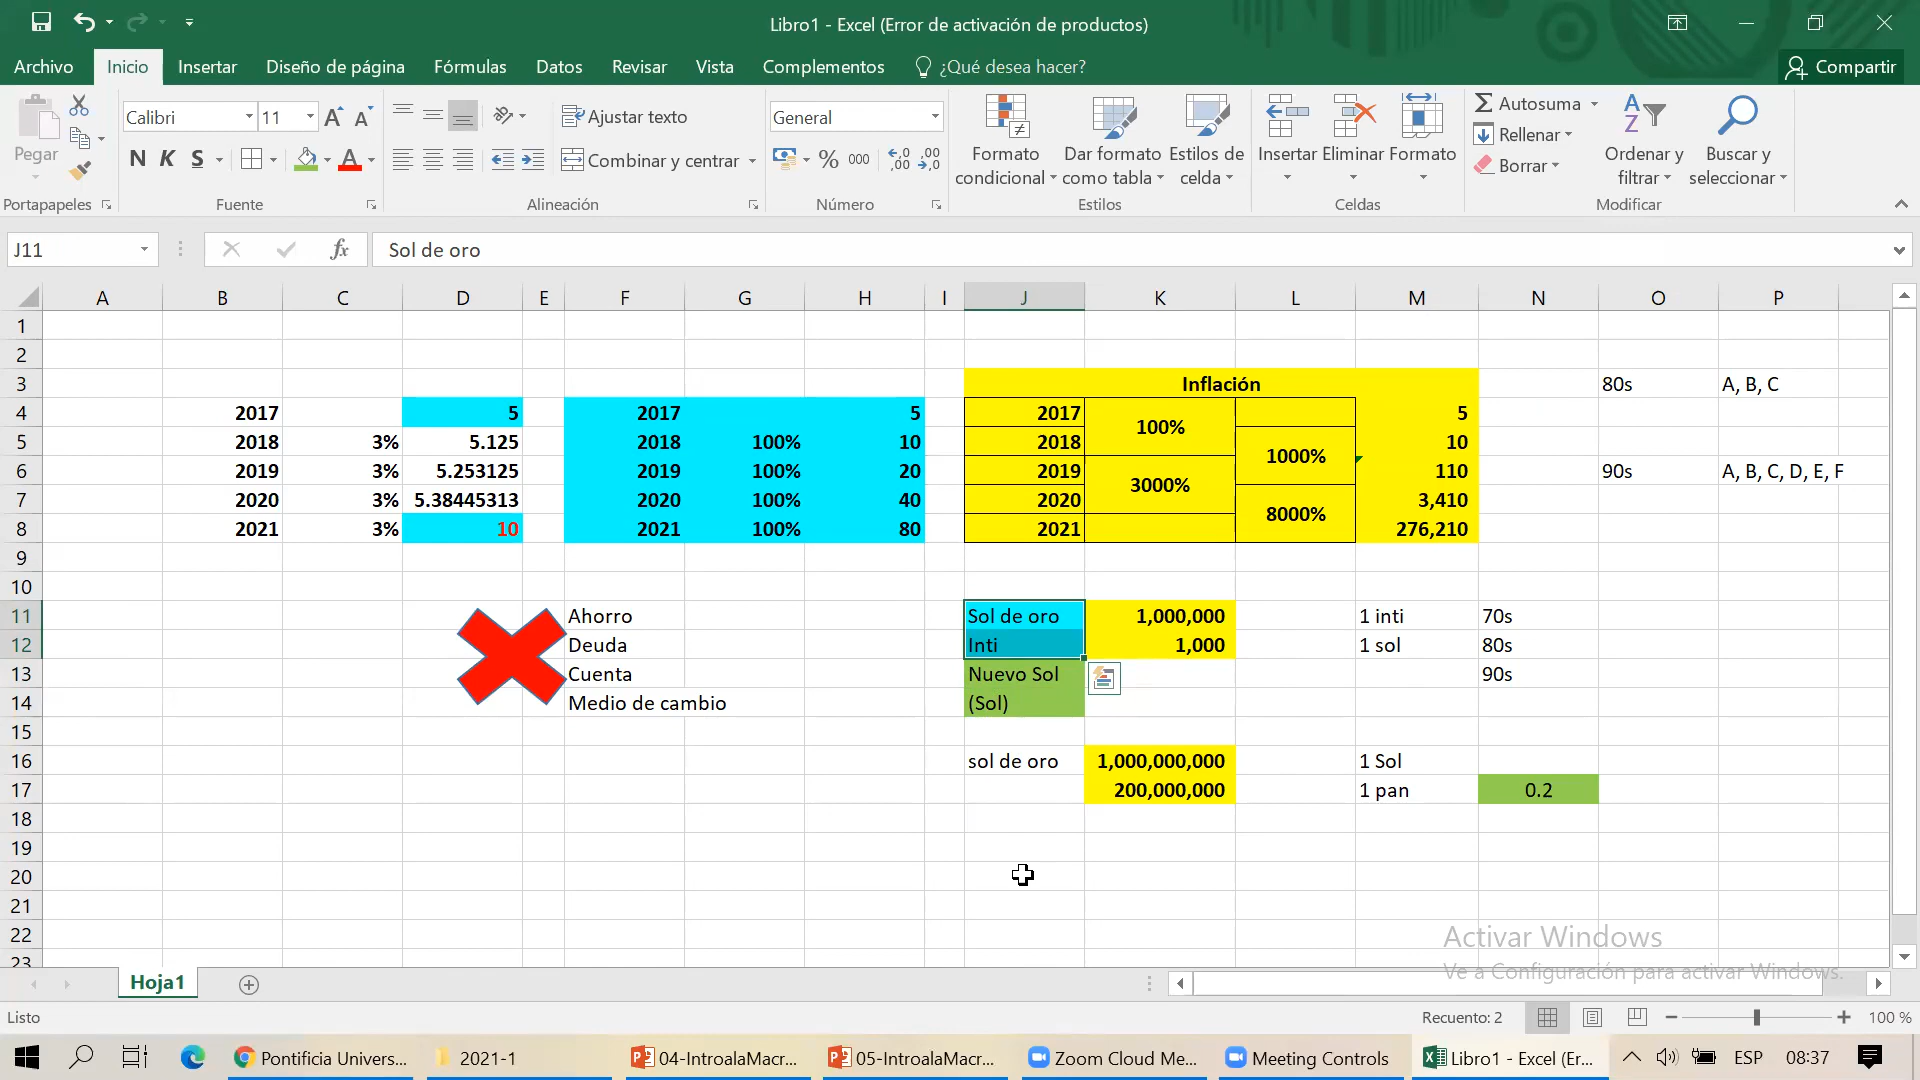 Libro1 - Excel (Error de activación de productos)
Archivo Inicio Insertar Diseño de página Fórmulas Datos Revisar Vista Complementos ¿Qué desea hacer? Compartir
Pegar
Portapapeles
Calibri 11
N K S
Fuente
Ajustar texto
Combinar y centrar
Alineación
General
% 000
Número
Formato condicional
Dar formato como tabla
Estilos de celda
Estilos
Insertar Eliminar Formato
Celdas
Autosuma
Rellenar
Borrar
Ordenar y filtrar
Buscar y seleccionar
Modificar
J11 fx Sol de oro
A B C D E F G H I J K L M N O P
1
2
3 Inflación 80s A, B, C
4 2017 5 2017 5 2017 100% 5
5 2018 3% 5.125 2018 100% 10 2018 1000% 10
6 2019 3% 5.253125 2019 100% 20 2019 3000% 110 90s A, B, C, D, E, F
7 2020 3% 5.38445313 2020 100% 40 2020 8000% 3,410
8 2021 3% 10 2021 100% 80 2021 276,210
9
10
11 Ahorro Sol de oro 1,000,000 1 inti 70s
12 Deuda Inti 1,000 1 sol 80s
13 Cuenta Nuevo Sol 90s
14 Medio de cambio (Sol)
15
16 sol de oro 1,000,000,000 1 Sol
17 200,000,000 1 pan 0.2
18
19
20
21
22
23
Activar Windows
Ve a Configuración para activar Windows.
Hoja1
Listo Recuento: 2 100 %
Pontificia Univers... 2021-1 04-IntroalaMacr... 05-IntroalaMacr... Zoom Cloud Me... Meeting Controls Libro1 - Excel (Er... ESP 08:37